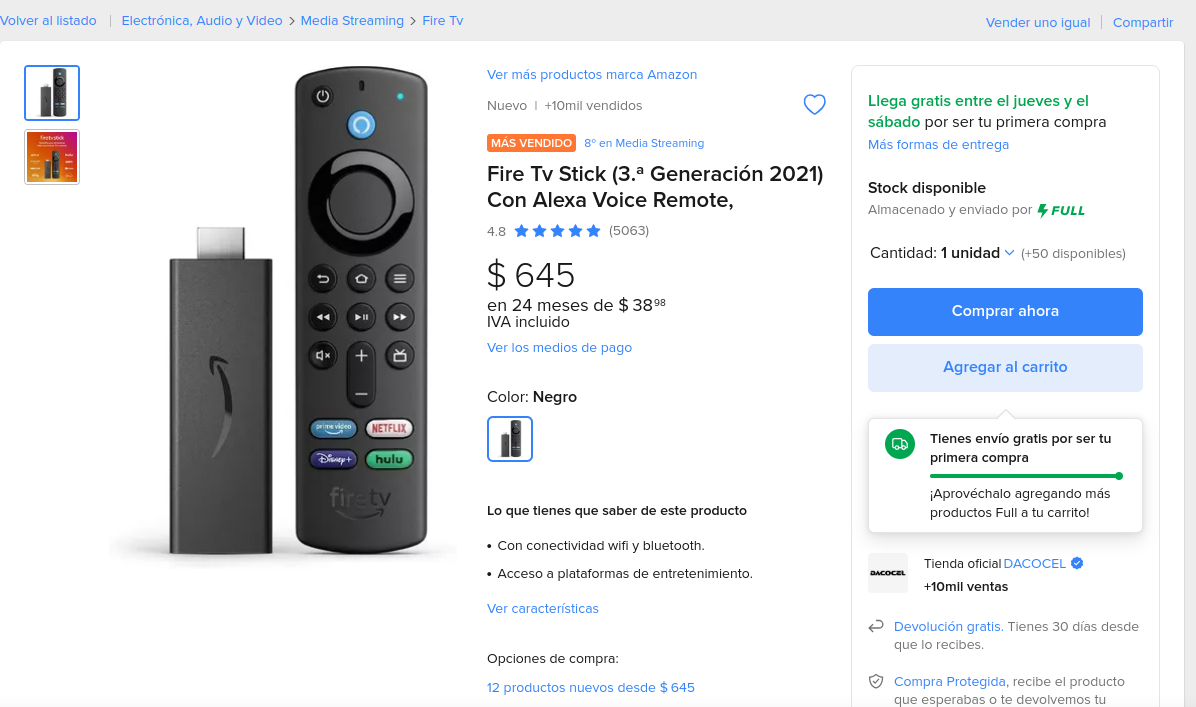 Volver al listado | Electrónica, Audio y Video > Media Streaming > Fire Tv
Vender uno igual | Compartir
Ver más productos marca Amazon
Nuevo | +10mil vendidos
MÁS VENDIDO 8º en Media Streaming
Fire Tv Stick (3.ª Generación 2021)
Con Alexa Voice Remote,
4.8 (5063)
$ 645
en 24 meses de $ 38 98
IVA incluido
Ver los medios de pago
Color: Negro
Lo que tienes que saber de este producto
• Con conectividad wifi y bluetooth.
• Acceso a plataformas de entretenimiento.
Ver características
Opciones de compra:
12 productos nuevos desde $ 645
prime video
NETFLIX
Disney+
hulu
firetv
Llega gratis entre el jueves y el
sábado por ser tu primera compra
Más formas de entrega
Stock disponible
Almacenado y enviado por FULL
Cantidad: 1 unidad (+50 disponibles)
Comprar ahora
Agregar al carrito
Tienes envío gratis por ser tu
primera compra
¡Aprovéchalo agregando más
productos Full a tu carrito!
DACOCEL
Tienda oficial DACOCEL
+10mil ventas
Devolución gratis. Tienes 30 días desde
que lo recibes.
Compra Protegida, recibe el producto
que esperabas o te devolvemos tu